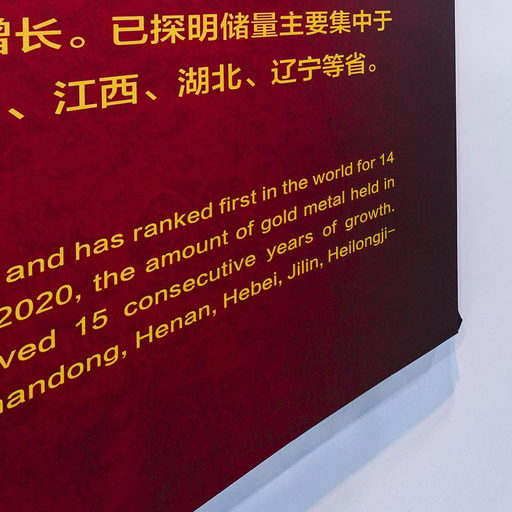 增长。已探明储量主要集中于
、江西、湖北、辽宁等省。
and has ranked first in the world for 14
2020, the amount of gold metal held in
ved 15 consecutive years of growth.
andong, Henan, Hebei, Jilin, Heilongji-